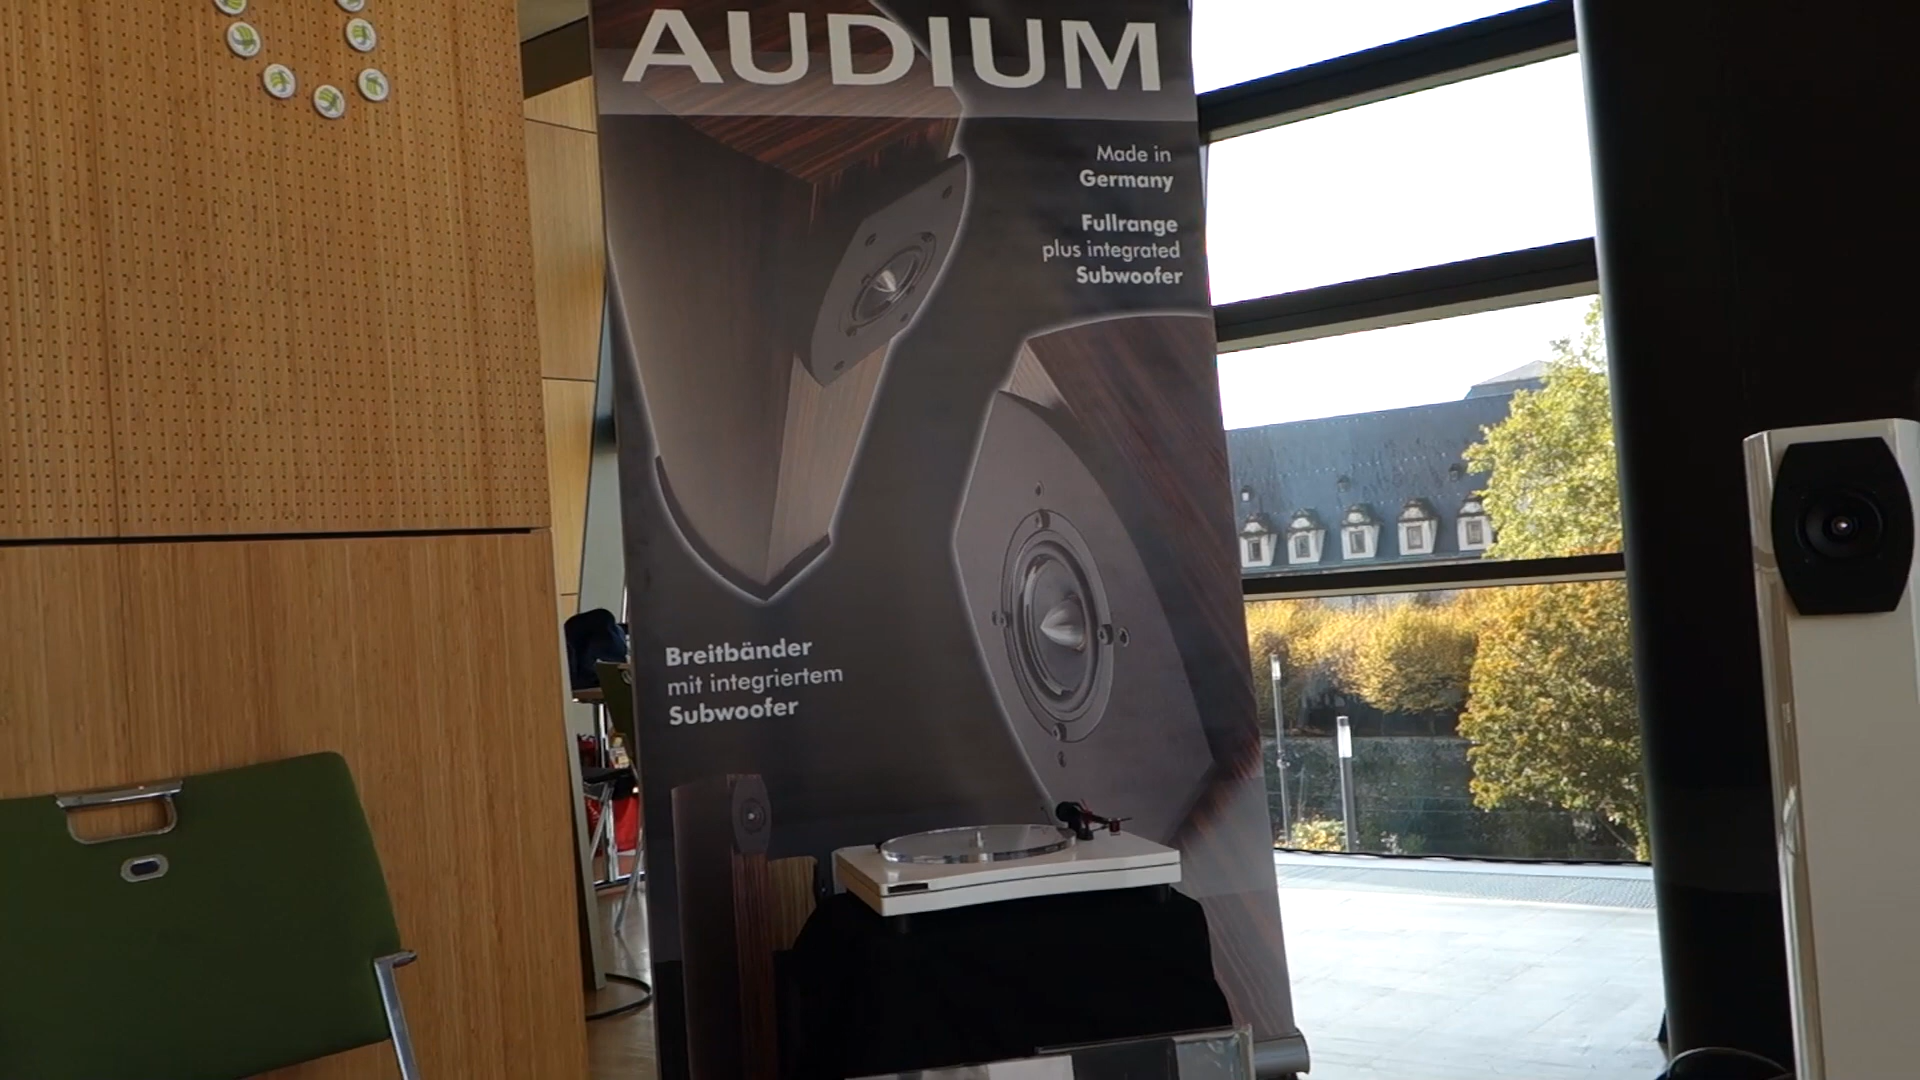 AUDIUM
Made in
Germany
Fullrange
plus integrated
Subwoofer
Breitbänder
mit integriertem
Subwoofer